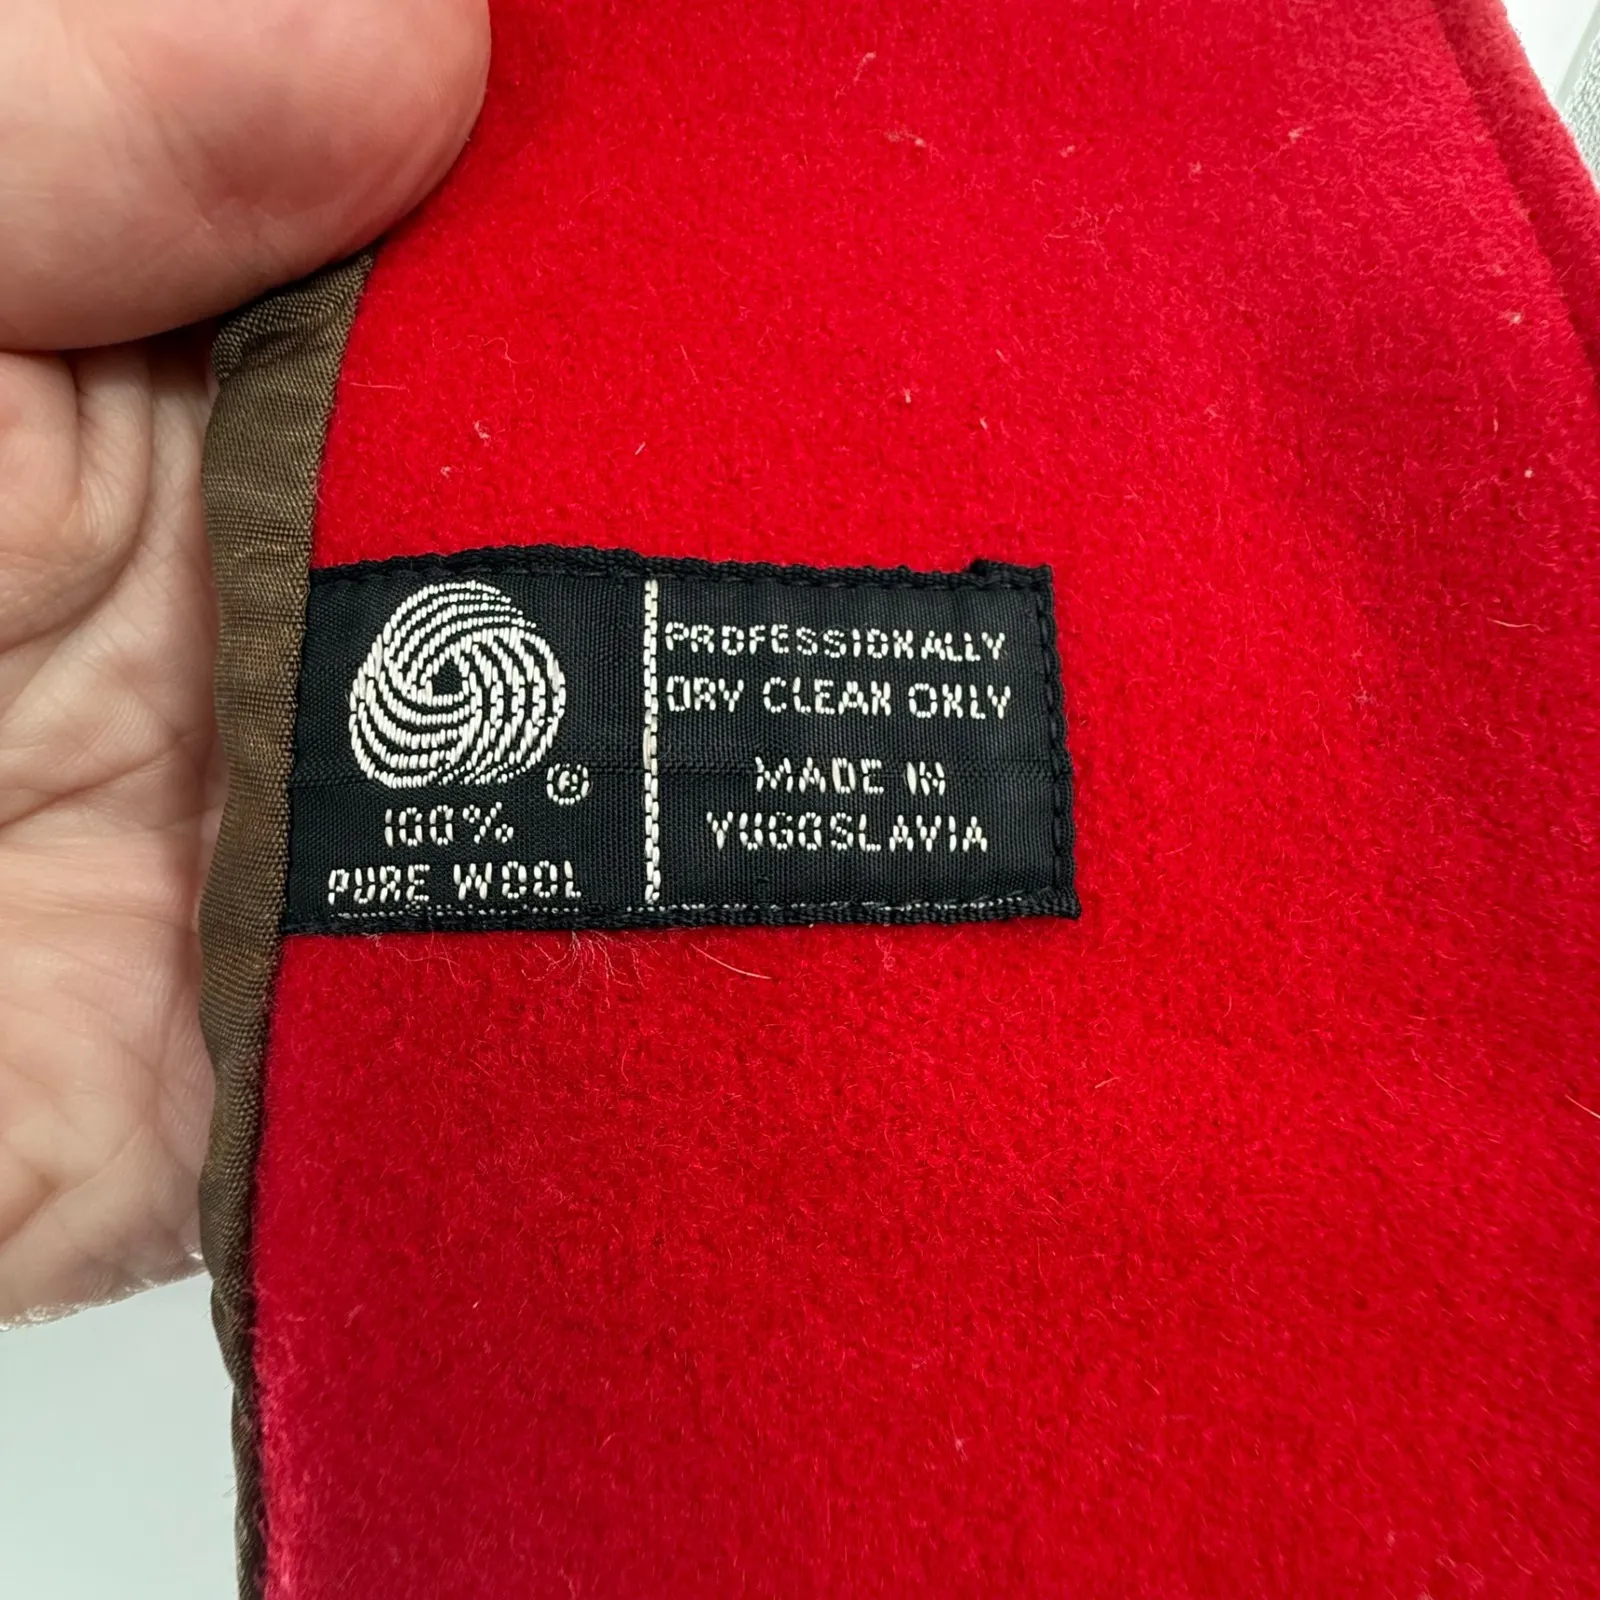 ®
100%
PURE WOOL
PROFESSIONALLY
DRY CLEAN ONLY
MADE IN
YUGOSLAVIA